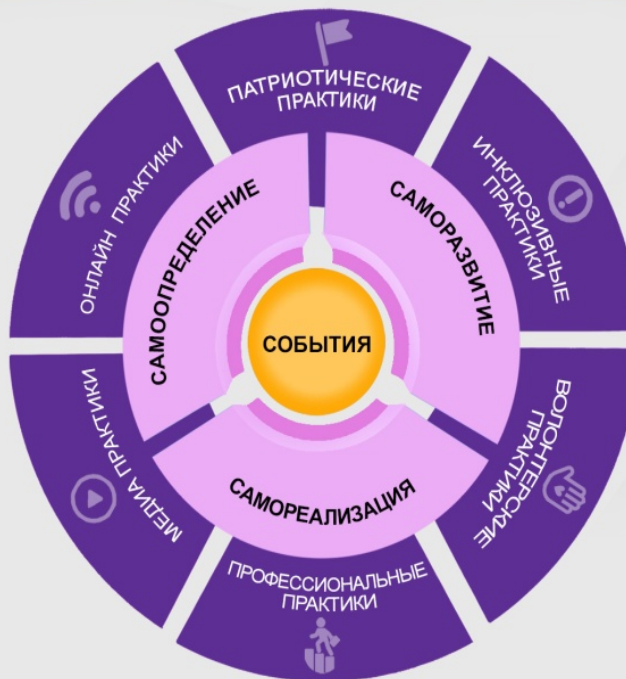 ПАТРИОТИЧЕСКИЕ
ПРАКТИКИ
ИНКЛЮЗИВНЫЕ
ПРАКТИКИ
ВОЛОНТЕРСКИЕ
ПРАКТИКИ
ПРОФЕССИОНАЛЬНЫЕ
ПРАКТИКИ
МЕДИА ПРАКТИКИ
ОНЛАЙН ПРАКТИКИ
САМООПРЕДЕЛЕНИЕ
САМОРАЗВИТИЕ
САМОРЕАЛИЗАЦИЯ
СОБЫТИЯ